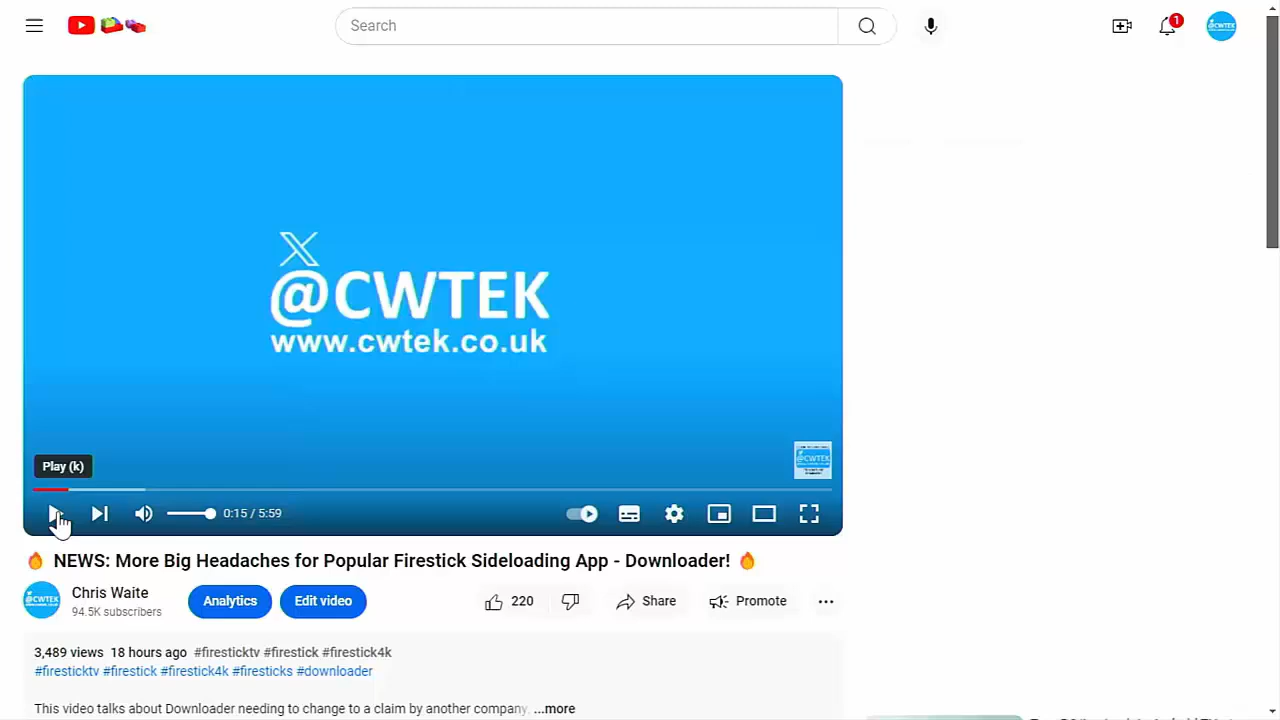 Search
1
@CWTEK
www.cwtek.co.uk
Play (k)
@CWTEK
0:15 / 5:59
NEWS: More Big Headaches for Popular Firestick Sideloading App - Downloader!
Chris Waite
94.5K subscribers
Analytics
Edit video
220
Share
Promote
3,489 views 18 hours ago #firesticktv #firestick #firestick4k
#firesticktv #firestick #firestick4k #firesticks #downloader
This video talks about Downloader needing to change to a claim by another company. ...more